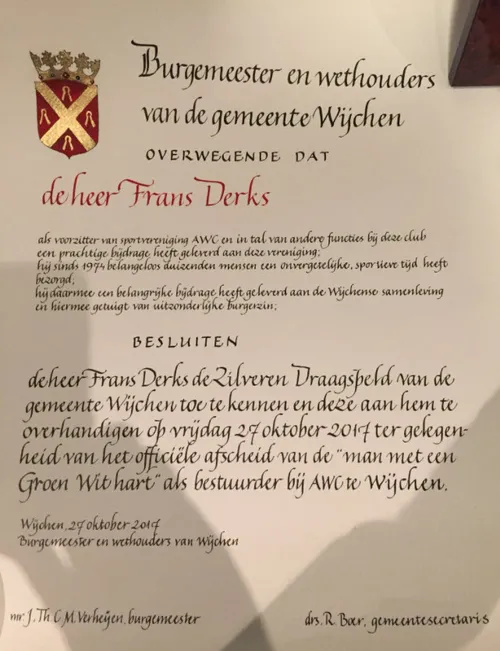 Burgemeester en wethouders
van de gemeente Wijchen
OVERWEGENDE DAT
de heer Frans Derks
als voorzitter van sportvereniging AWC en in tal van andere functies bij deze club
een prachtige bijdrage heeft geleverd aan deze vereniging;
hij sinds 1974 belangeloos duizenden mensen een onvergetelijke, sportieve tijd heeft
bezorgd;
hij daarmee een belangrijke bijdrage heeft geleverd aan de Wijchense samenleving
en hiermee getuigt van uitzonderlijke burgerzin;
BESLUITEN
de heer Frans Derks de Zilveren Draagspeld van de
gemeente Wijchen toe te kennen en deze aan hem te
overhandigen op vrijdag 27 oktober 2017 ter gelegen-
heid van het officiële afscheid van de "man met een
Groen Wit hart" als bestuurder bij AWC te Wijchen.
Wijchen, 27 oktober 2017
Burgemeester en wethouders van Wijchen
mr. J. Th. C. M. Verheijen, burgemeester
drs. R. Boer, gemeentesecretaris